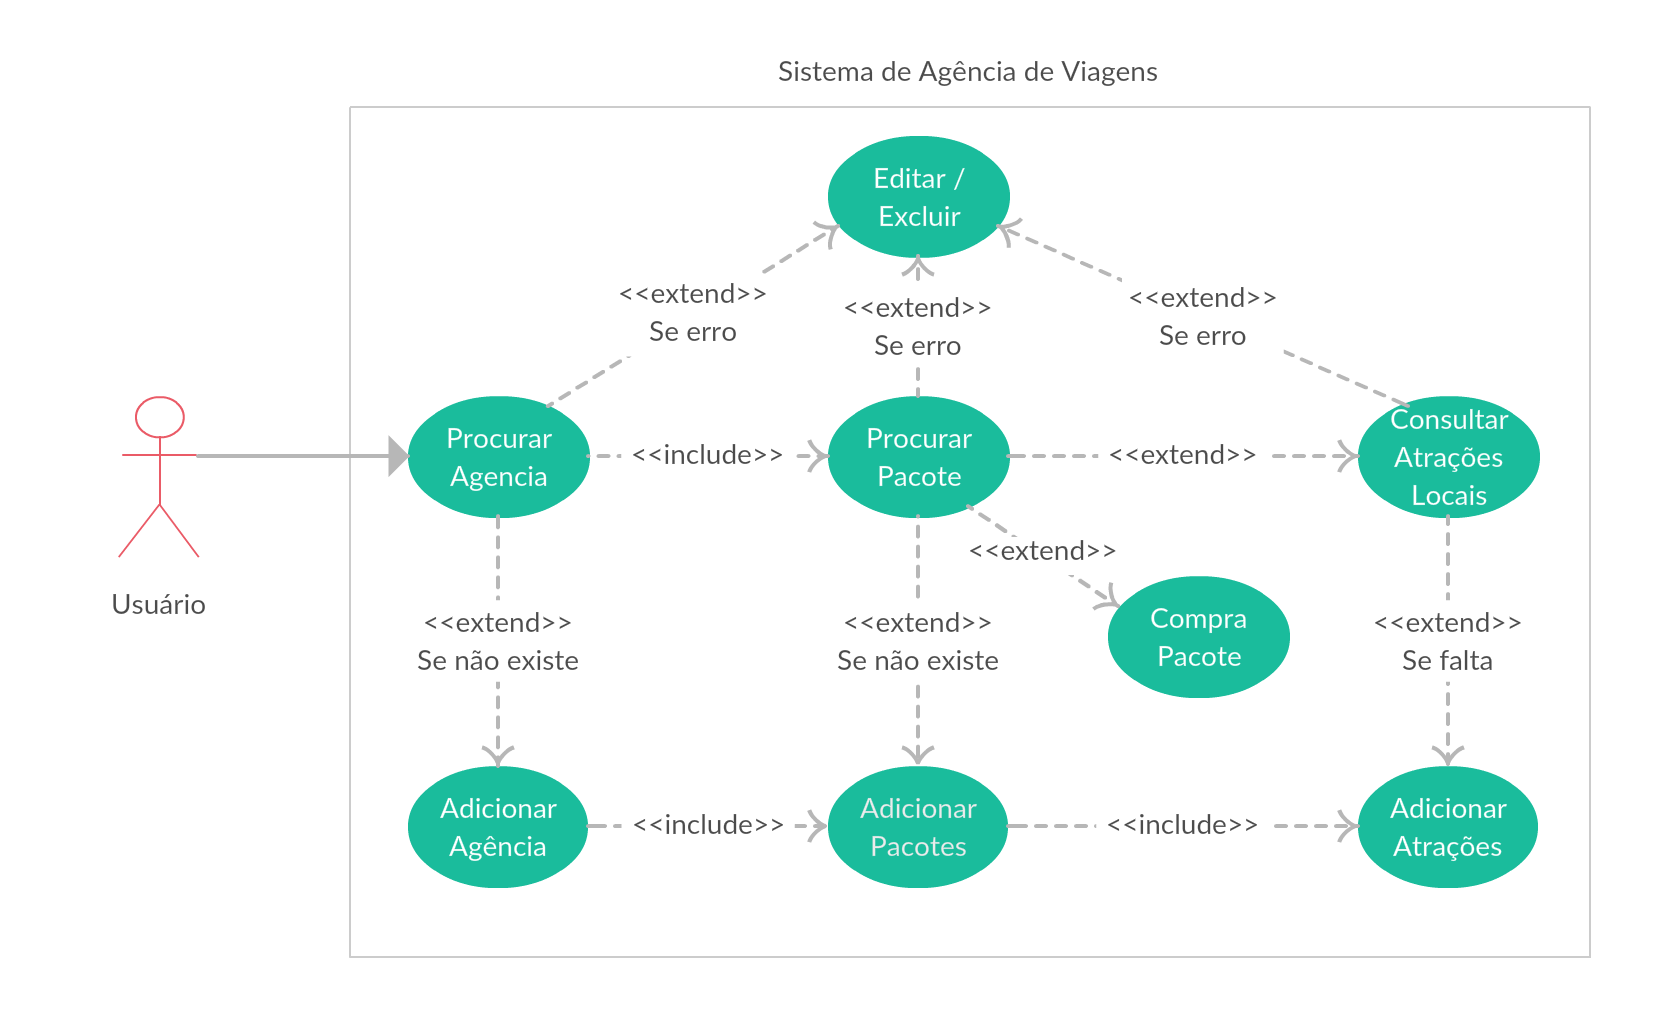 Sistema de Agência de Viagens
Editar /
Excluir
<<extend>>
Se erro
<<extend>>
Se erro
<<extend>>
Se erro
Usuário
Procurar
Agencia
<<include>>
Procurar
Pacote
<<extend>>
Consultar
Atrações
Locais
<<extend>>
Compra
Pacote
<<extend>>
Se não existe
<<extend>>
Se não existe
<<extend>>
Se falta
Adicionar
Agência
<<include>>
Adicionar
Pacotes
<<include>>
Adicionar
Atrações